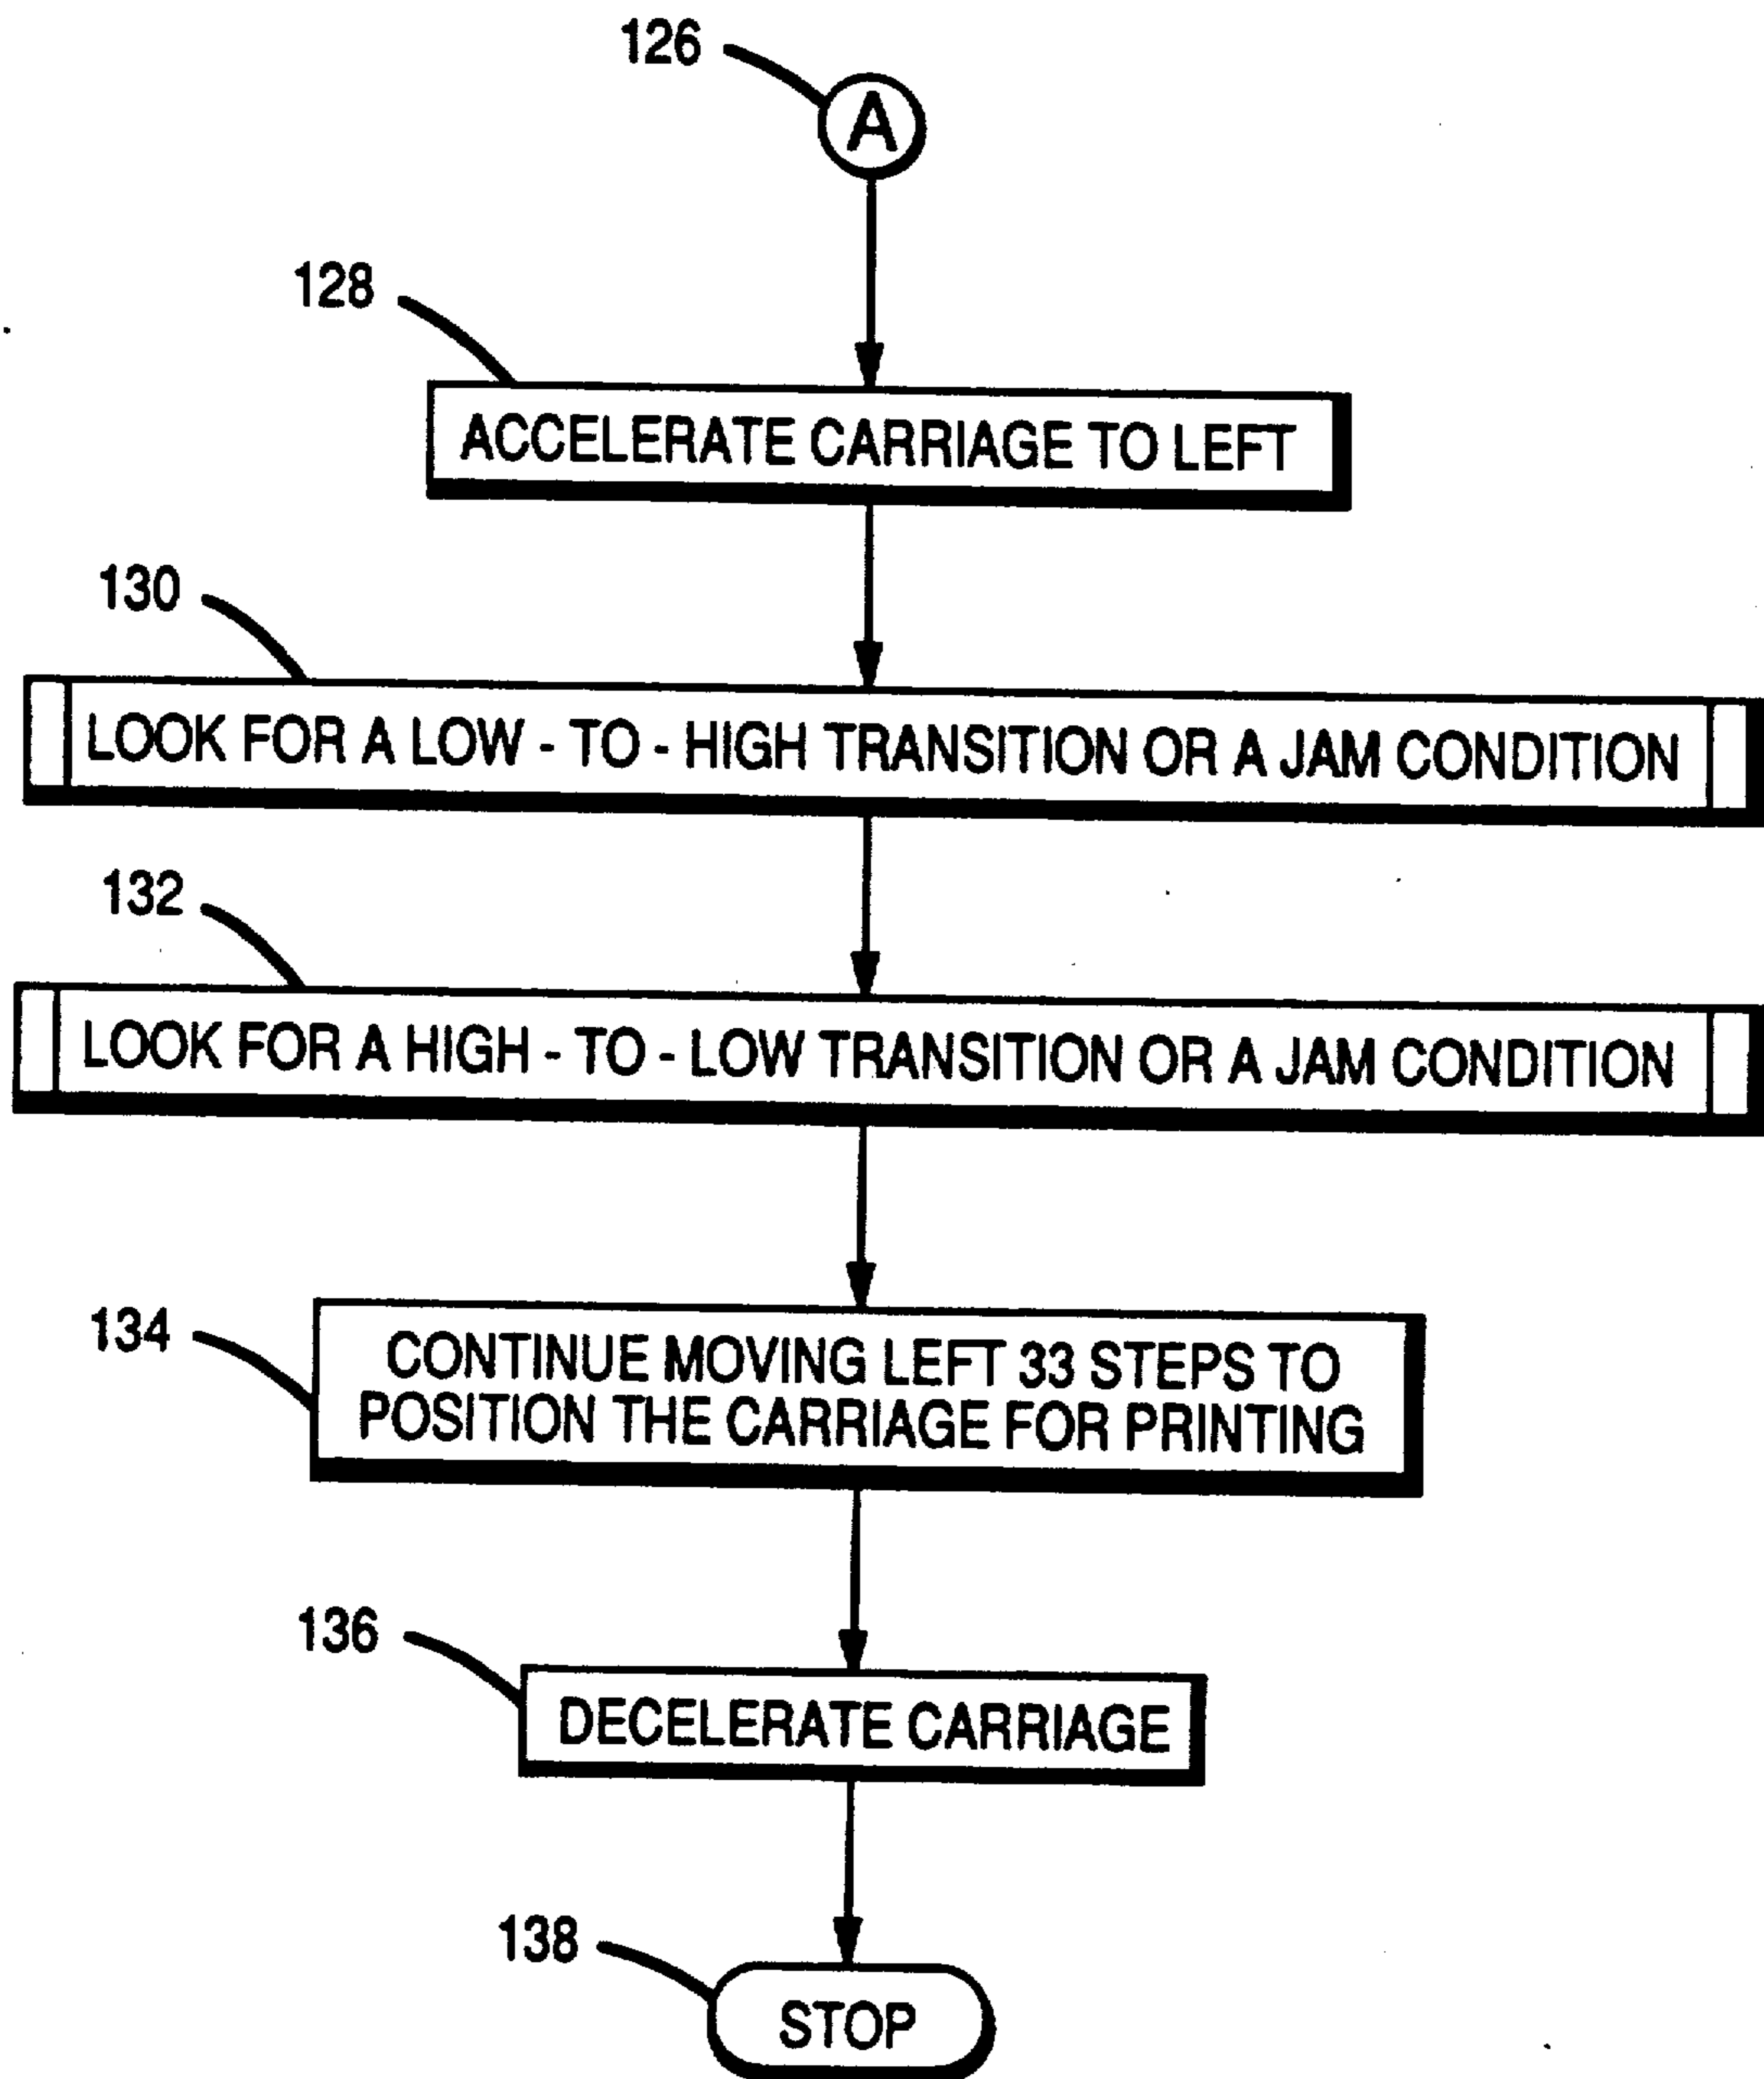 126
A
128
ACCELERATE CARRIAGE TO LEFT
130
LOOK FOR A LOW - TO - HIGH TRANSITION OR A JAM CONDITION
132
LOOK FOR A HIGH - TO - LOW TRANSITION OR A JAM CONDITION
134
CONTINUE MOVING LEFT 33 STEPS TO
POSITION THE CARRIAGE FOR PRINTING
136
DECELERATE CARRIAGE
138
STOP